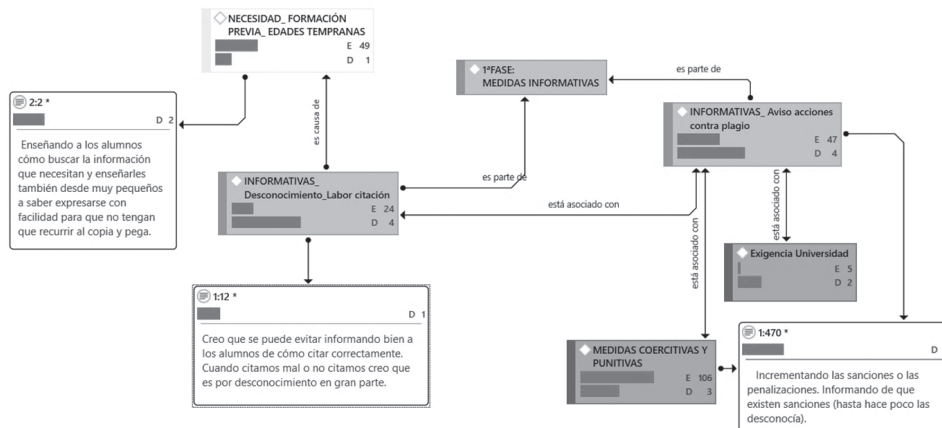 NECESIDAD_ FORMACIÓN
PREVIA_ EDADES TEMPRANAS
E 49
D 1
1ªFASE:
MEDIDAS INFORMATIVAS
es parte de
2:2 *
D 2
Enseñando a los alumnos
cómo buscar la información
que necesitan y enseñarles
también desde muy pequeños
a saber expresarse con
facilidad para que no tengan
que recurrir al copia y pega.
es causa de
INFORMATIVAS_ Aviso acciones
contra plagio
E 47
D 4
INFORMATIVAS_
Desconocimiento_Labor citación
E 24
D 4
es parte de
está asociado con
está asociado con
está asociado con
Exigencia Universidad
E 5
D 2
1:12 *
D 1
Creo que se puede evitar informando bien a
los alumnos de cómo citar correctamente.
Cuando citamos mal o no citamos creo que
es por desconocimiento en gran parte.
MEDIDAS COERCITIVAS Y
PUNITIVAS
E 106
D 3
1:470 *
D
Incrementando las sanciones o las
penalizaciones. Informando de que
existen sanciones (hasta hace poco las
desconocía).